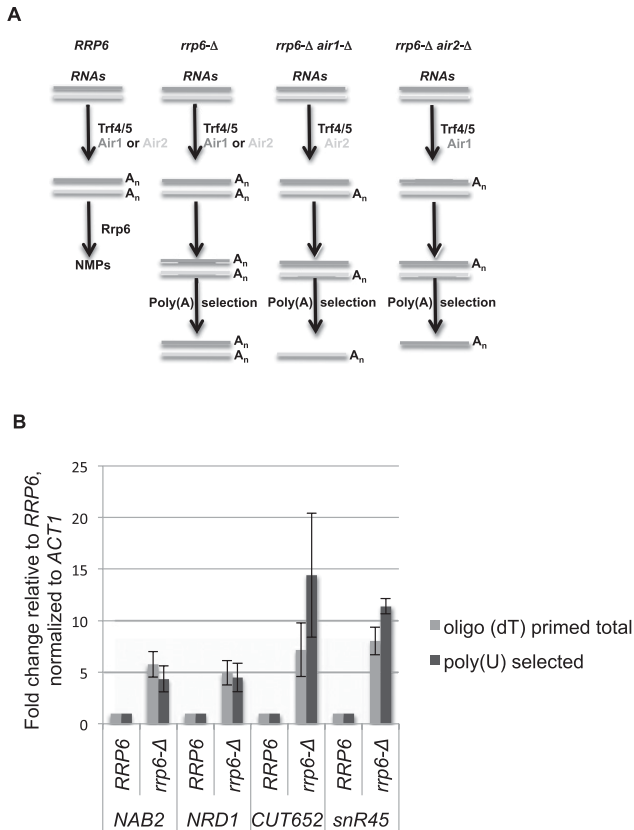 A
RRP6 rrp6-Δ rrp6-Δ air1-Δ rrp6-Δ air2-Δ
RNAs RNAs RNAs RNAs
Trf4/5 Trf4/5 Trf4/5 Trf4/5
Air1 or Air2 Air1 or Air2 Air2 Air1
An An An
An An An
Rrp6
NMPs An An
An An
Poly(A) selection Poly(A) selection Poly(A) selection
An An
An An
B
Fold change relative to RRP6,
normalized to ACT1
25
20
15
10
5
0
oligo (dT) primed total
poly(U) selected
RRP6 rrp6-Δ RRP6 rrp6-Δ RRP6 rrp6-Δ RRP6 rrp6-Δ
NAB2 NRD1 CUT652 snR45